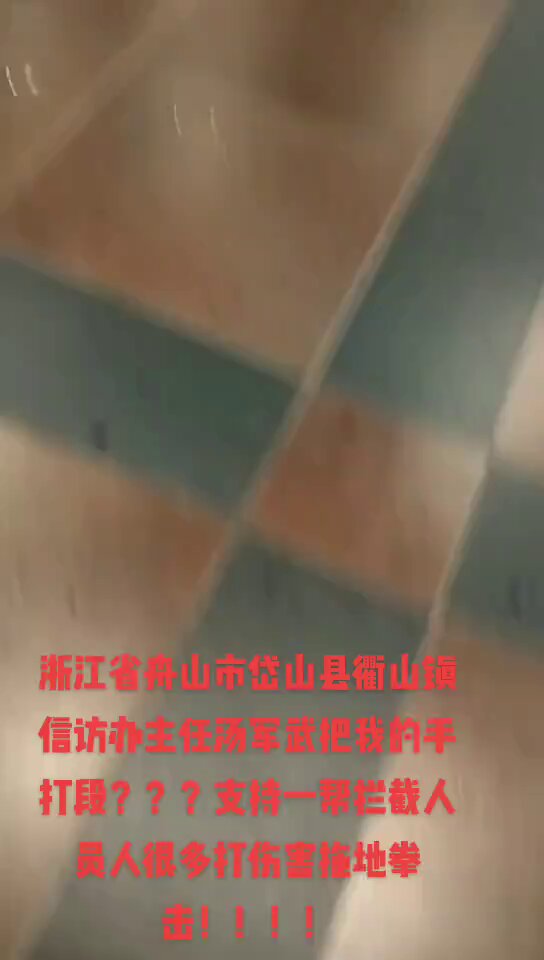 浙江省舟山市岱山县衢山镇
信访办主任汤军武把我的手
打段？？？支持一帮拦截人
员人很多打伤害拖地拳
击！！！！